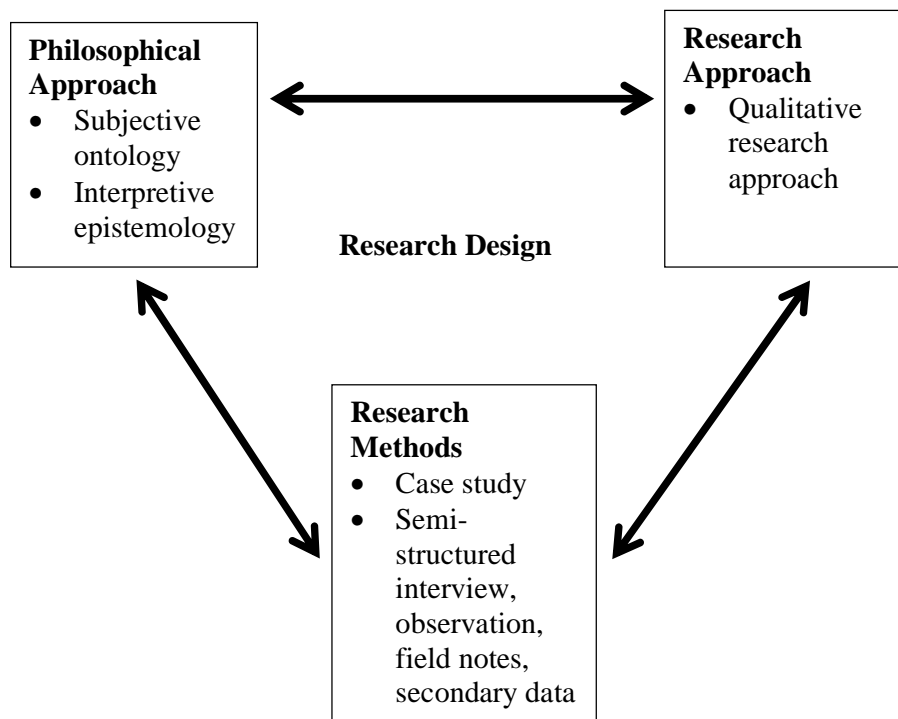 Philosophical
Approach
• Subjective
ontology
• Interpretive
epistemology
Research
Approach
• Qualitative
research
approach
Research Design
Research
Methods
• Case study
• Semi-
structured
interview,
observation,
field notes,
secondary data